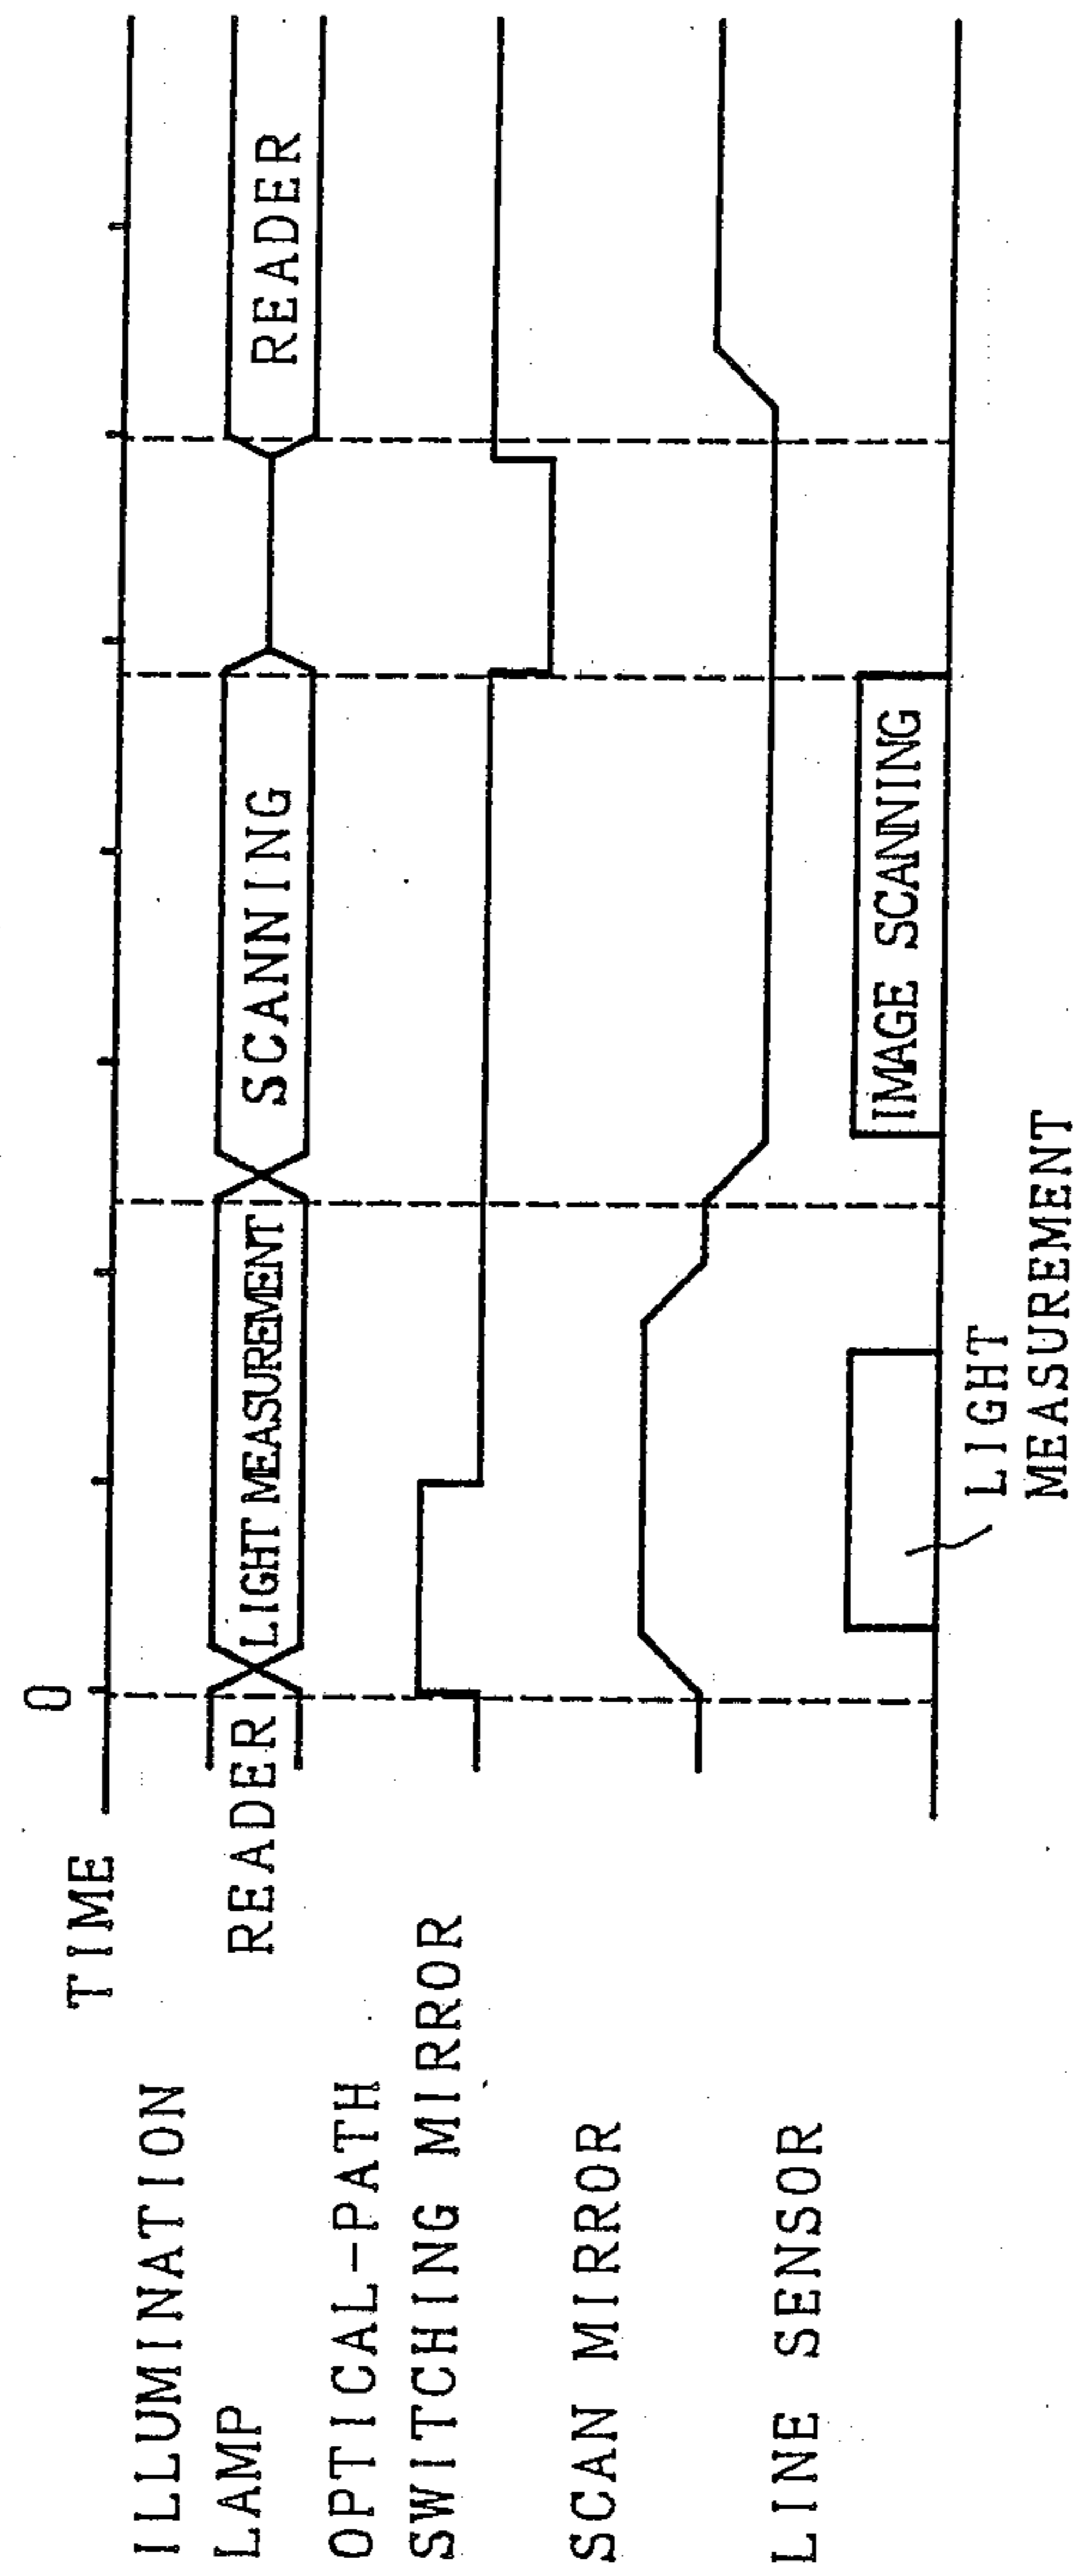 TIME
0
ILLUMINATION
LAMP
READER
LIGHT MEASUREMENT
SCANNING
READER
OPTICAL-PATH
SWITCHING MIRROR
SCAN MIRROR
LINE SENSOR
IMAGE SCANNING
LIGHT
MEASUREMENT